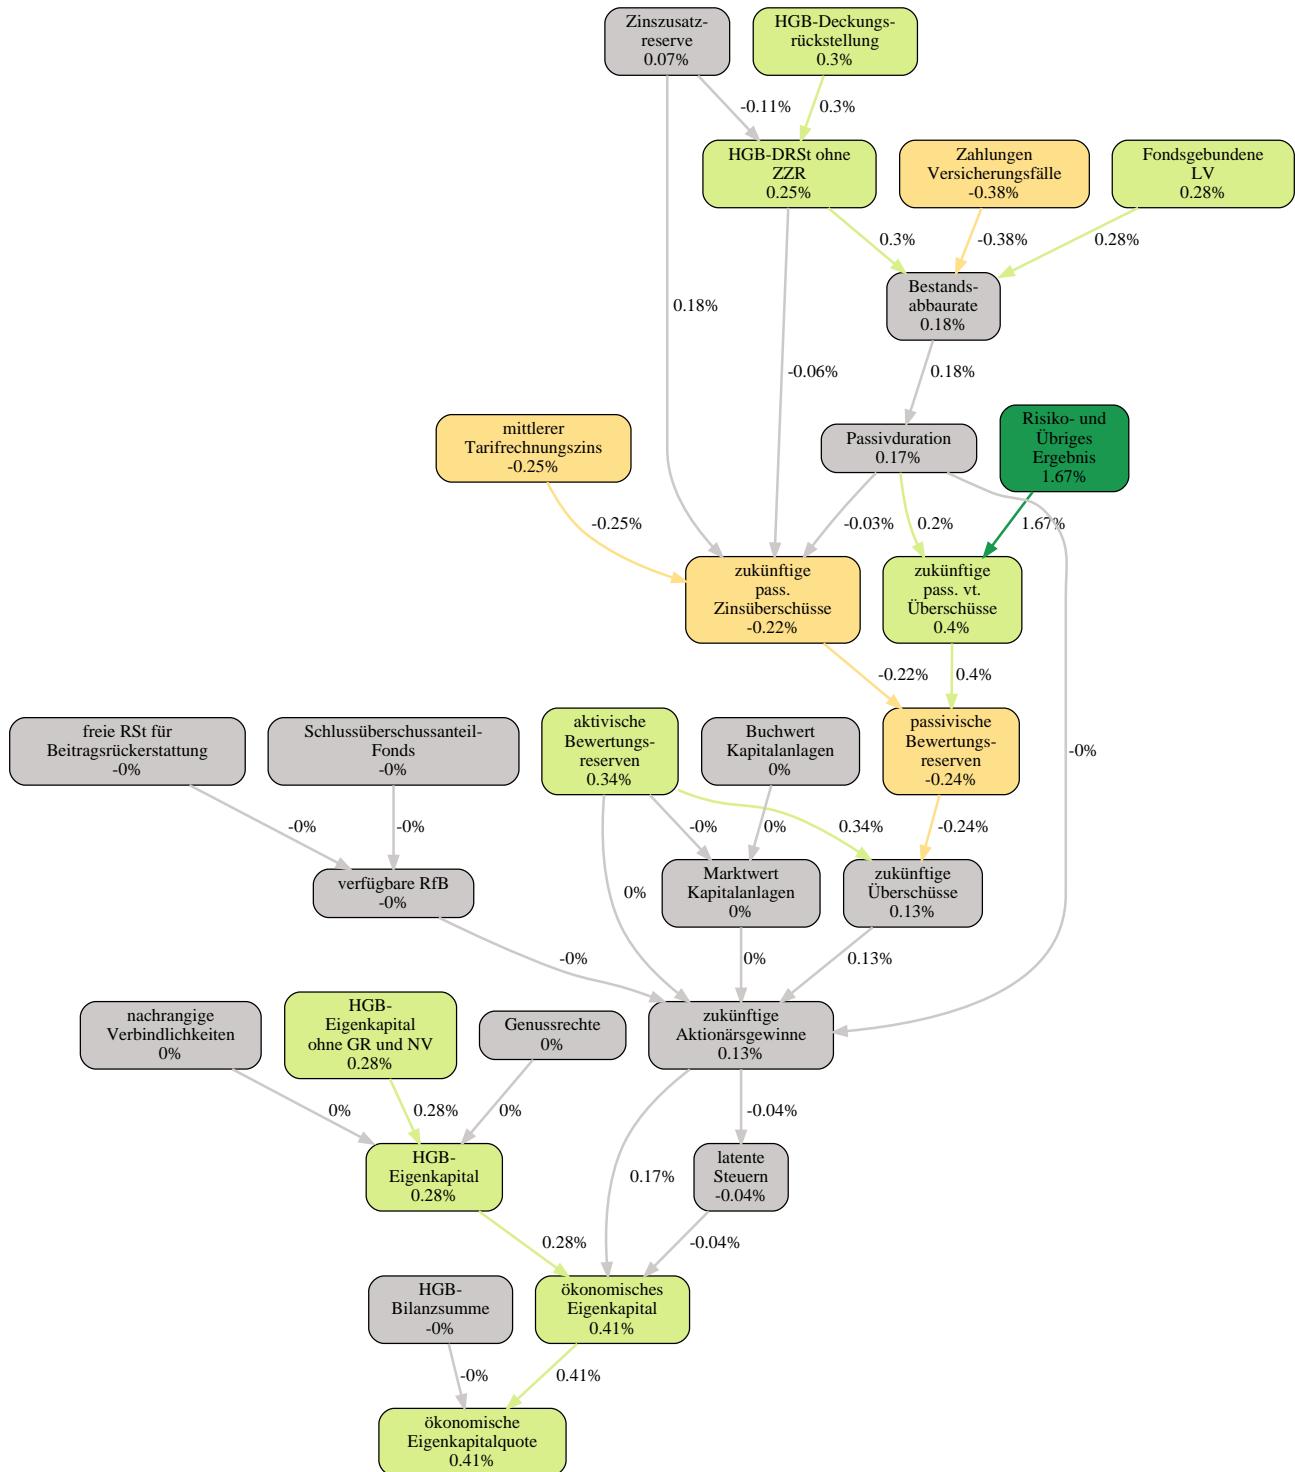 Zinszusatz-
reserve
0.07%
HGB-Deckungs-
rückstellung
0.3%
-0.11%
0.3%
HGB-DRSt ohne
ZZR
0.25%
Zahlungen
Versicherungsfälle
-0.38%
Fondsgebundene
LV
0.28%
0.3%
-0.38%
0.28%
Bestands-
abbaurate
0.18%
0.18%
-0.06%
0.18%
mittlerer
Tarifrechnungszins
-0.25%
Passivduration
0.17%
Risiko- und
Übriges
Ergebnis
1.67%
-0.25%
-0.03%
0.2%
1.67%
zukünftige
pass.
Zinsüberschüsse
-0.22%
zukünftige
pass. vt.
Überschüsse
0.4%
-0.22%
0.4%
freie RSt für
Beitragsrückerstattung
-0%
Schlussüberschussanteil-
Fonds
-0%
aktivische
Bewertungs-
reserven
0.34%
Buchwert
Kapitalanlagen
0%
passivische
Bewertungs-
reserven
-0.24%
-0%
-0%
-0%
-0%
0%
0.34%
-0.24%
verfügbare RfB
-0%
0%
Marktwert
Kapitalanlagen
0%
zukünftige
Überschüsse
0.13%
-0%
0%
0.13%
nachrangige
Verbindlichkeiten
0%
HGB-
Eigenkapital
ohne GR und NV
0.28%
Genussrechte
0%
zukünftige
Aktionärsgewinne
0.13%
0%
0.28%
0%
-0.04%
HGB-
Eigenkapital
0.28%
0.17%
latente
Steuern
-0.04%
0.28%
-0.04%
HGB-
Bilanzsumme
-0%
ökonomisches
Eigenkapital
0.41%
-0%
0.41%
ökonomische
Eigenkapitalquote
0.41%